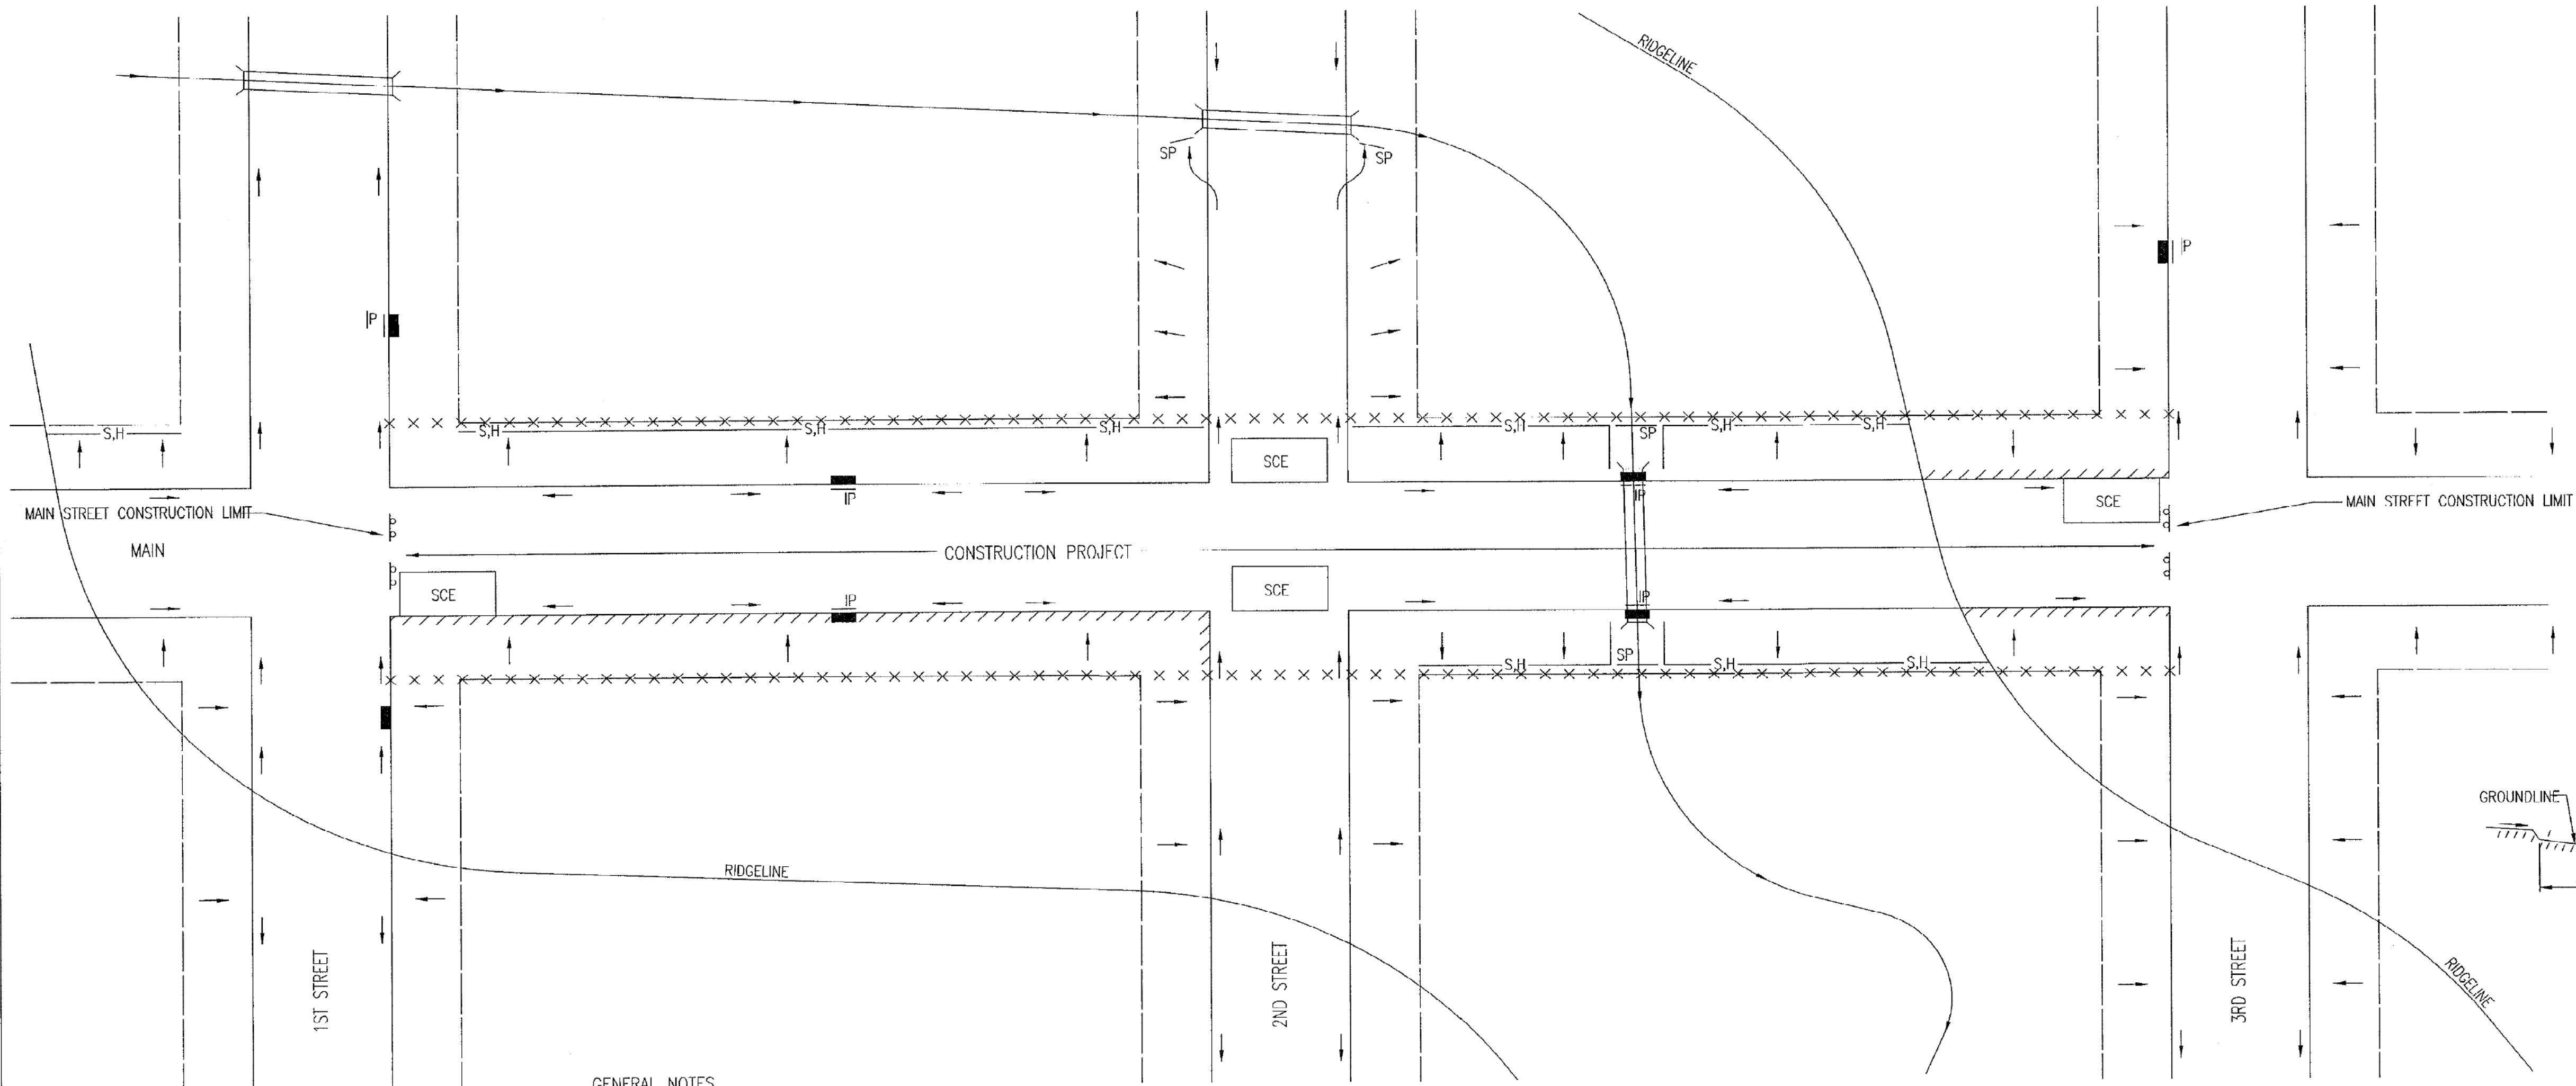 RIDGELINE
SP
SP
IP
IP
S,H
S,H
S,H
S,H
S,H
SP
S,H
S,H
SCE
IP
IP
SCE
MAIN STREET CONSTRUCTION LIMIT
MAIN STREET CONSTRUCTION LIMIT
MAIN
CONSTRUCTION PROJECT
SCE
IP
SCE
IP
S,H
SP
S,H
S,H
GROUNDLINE
RIDGELINE
1ST STREET
2ND STREET
3RD STREET
RIDGELINE
GENERAL NOTES